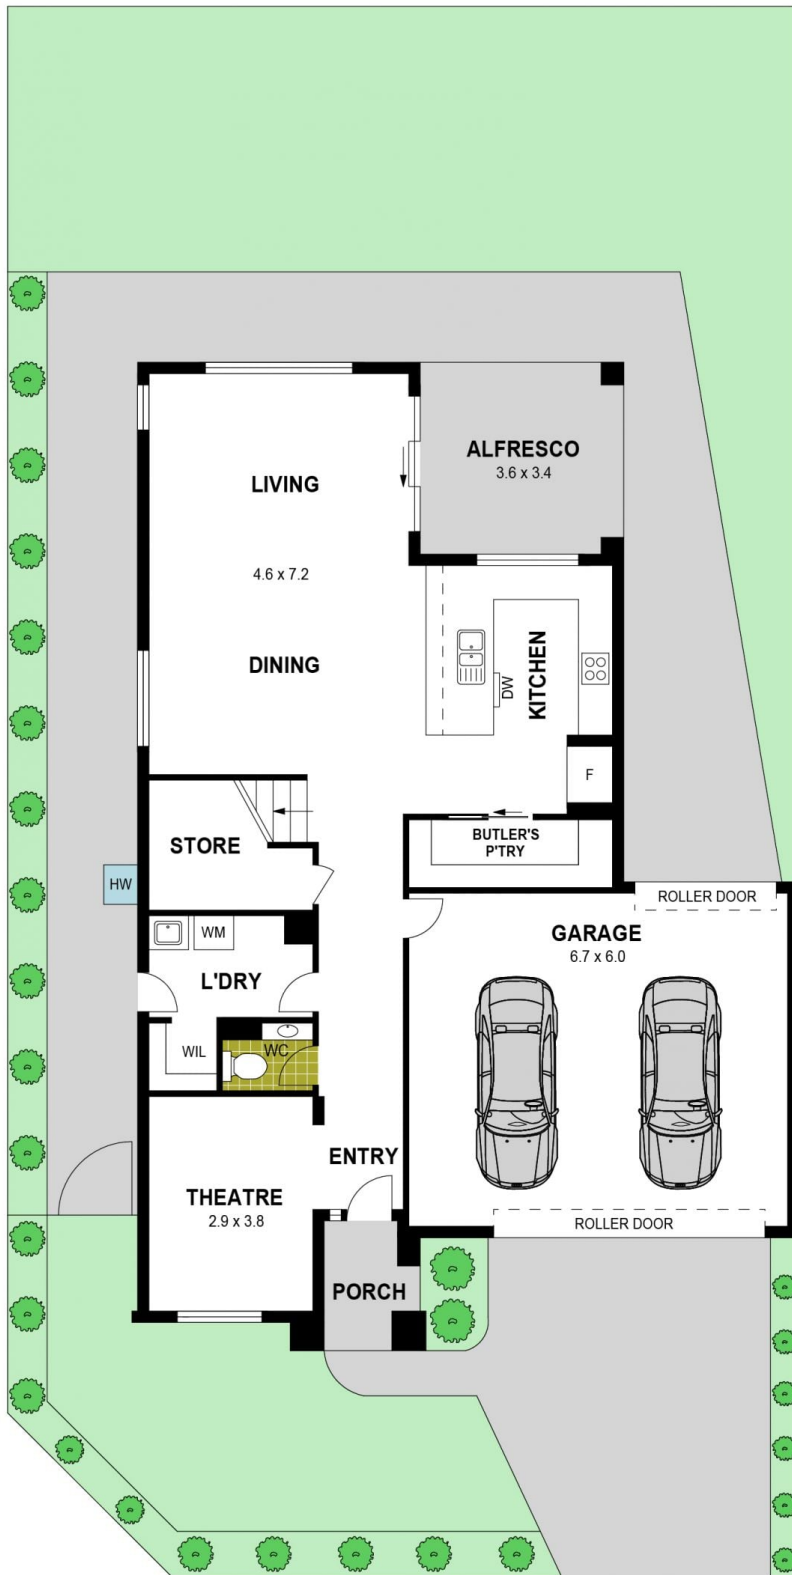 ALFRESCO
3.6 x 3.4
LIVING
4.6 x 7.2
DINING
KITCHEN
DW
F
BUTLER'S
P'TRY
STORE
HW
ROLLER DOOR
GARAGE
6.7 x 6.0
WM
L'DRY
WIL
WC
ENTRY
THEATRE
2.9 x 3.8
ROLLER DOOR
PORCH